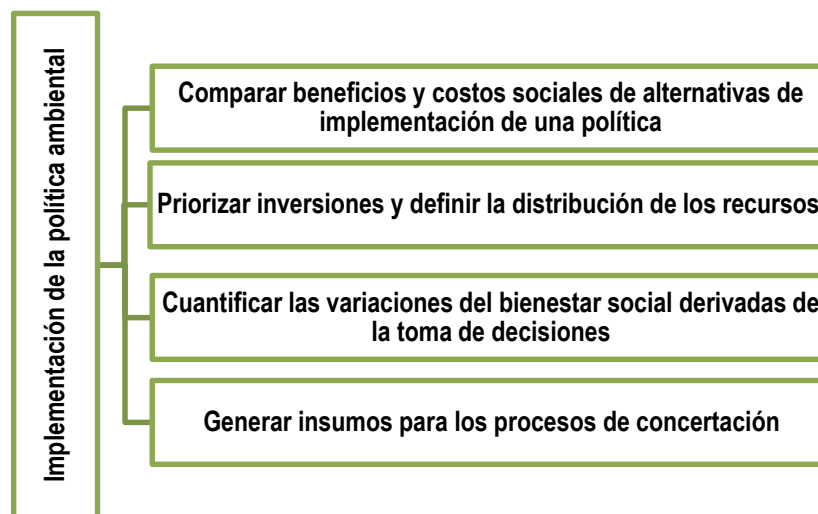 Implementación de la política ambiental
Comparar beneficios y costos sociales de alternativas de
implementación de una política
Priorizar inversiones y definir la distribución de los recursos
Cuantificar las variaciones del bienestar social derivadas de
la toma de decisiones
Generar insumos para los procesos de concertación